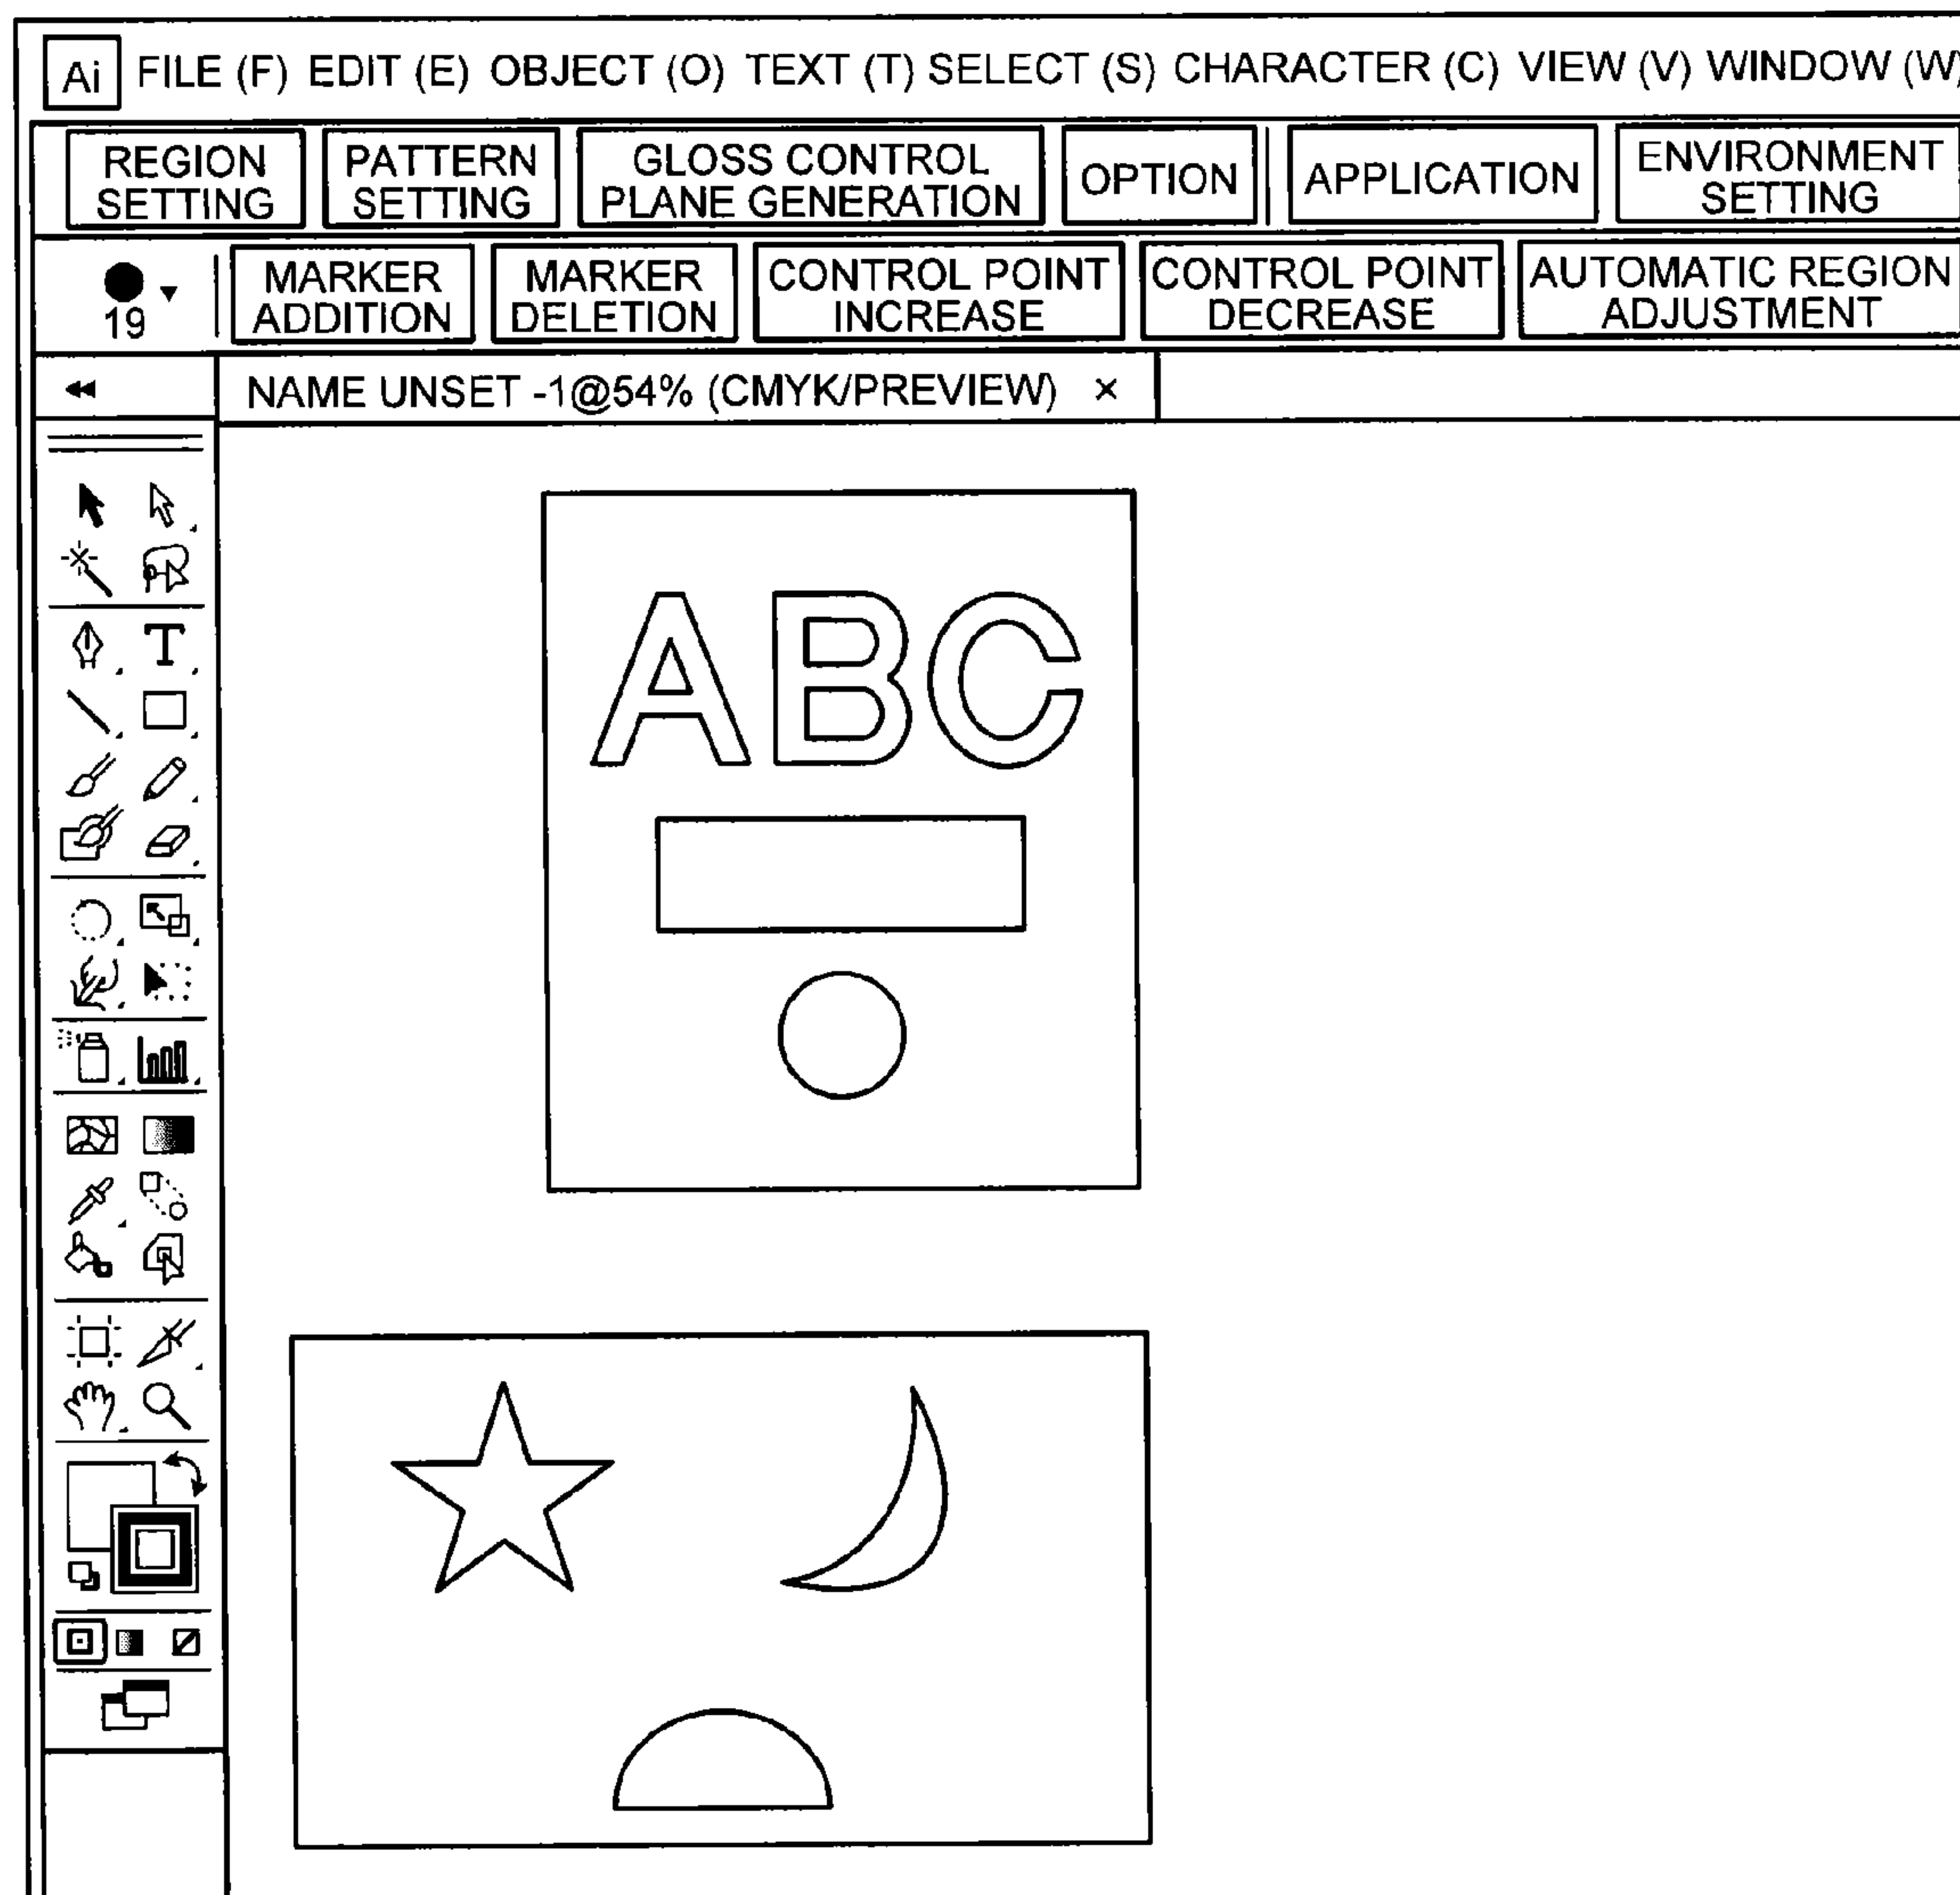 Ai FILE (F) EDIT (E) OBJECT (O) TEXT (T) SELECT (S) CHARACTER (C) VIEW (V) WINDOW (W)
REGION SETTING
PATTERN SETTING
GLOSS CONTROL PLANE GENERATION
OPTION
APPLICATION
ENVIRONMENT SETTING
19
MARKER ADDITION
MARKER DELETION
CONTROL POINT INCREASE
CONTROL POINT DECREASE
AUTOMATIC REGION ADJUSTMENT
NAME UNSET -1@54% (CMYK/PREVIEW) ×
T
ABC